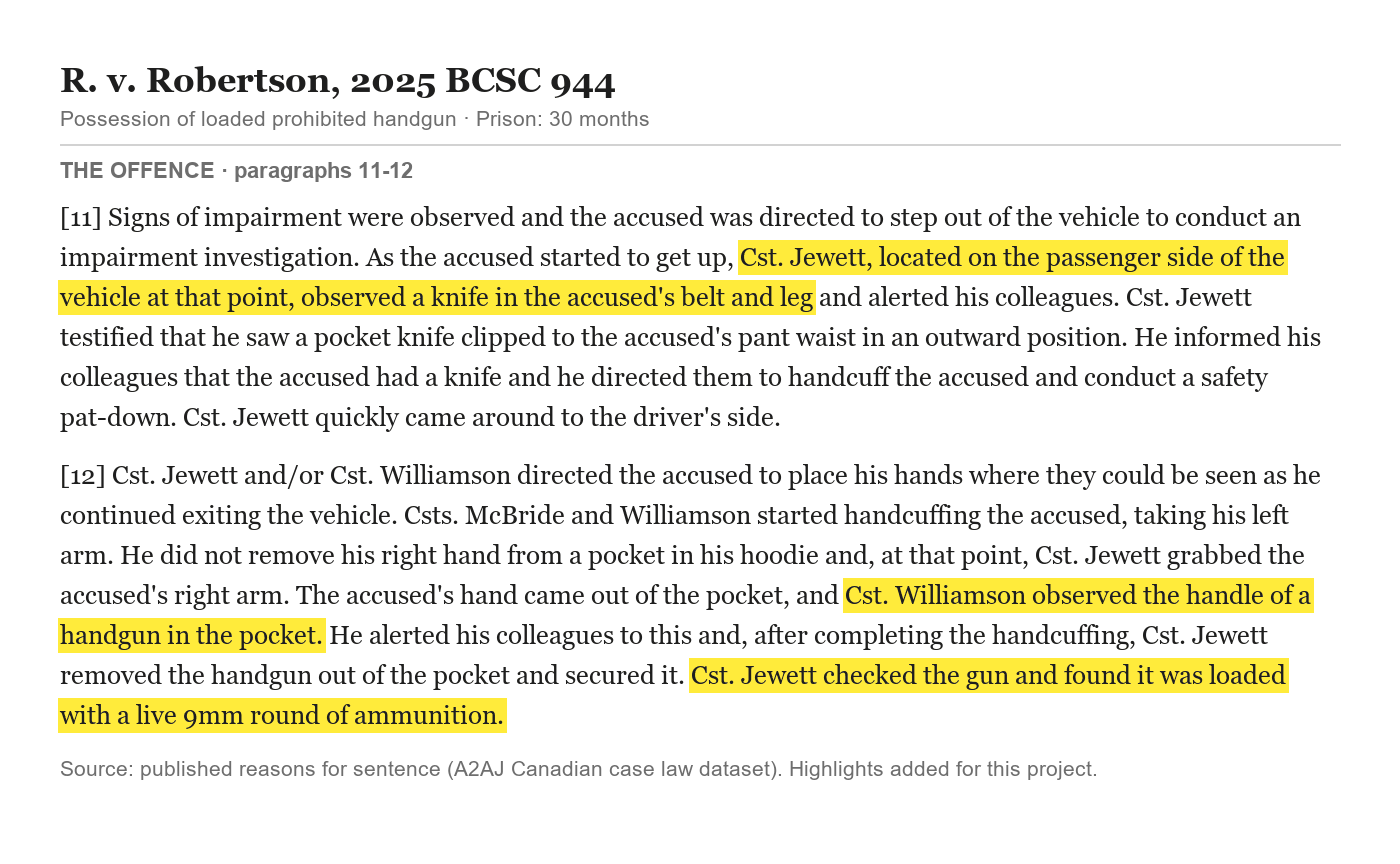 R. v. Robertson, 2025 BCSC 944
Possession of loaded prohibited handgun · Prison: 30 months
THE OFFENCE · paragraphs 11-12
[11] Signs of impairment were observed and the accused was directed to step out of the vehicle to conduct an
impairment investigation. As the accused started to get up, Cst. Jewett, located on the passenger side of the
vehicle at that point, observed a knife in the accused's belt and leg and alerted his colleagues. Cst. Jewett
testified that he saw a pocket knife clipped to the accused's pant waist in an outward position. He informed his
colleagues that the accused had a knife and he directed them to handcuff the accused and conduct a safety
pat-down. Cst. Jewett quickly came around to the driver's side.
[12] Cst. Jewett and/or Cst. Williamson directed the accused to place his hands where they could be seen as he
continued exiting the vehicle. Csts. McBride and Williamson started handcuffing the accused, taking his left
arm. He did not remove his right hand from a pocket in his hoodie and, at that point, Cst. Jewett grabbed the
accused's right arm. The accused's hand came out of the pocket, and Cst. Williamson observed the handle of a
handgun in the pocket. He alerted his colleagues to this and, after completing the handcuffing, Cst. Jewett
removed the handgun out of the pocket and secured it. Cst. Jewett checked the gun and found it was loaded
with a live 9mm round of ammunition.
Source: published reasons for sentence (A2AJ Canadian case law dataset). Highlights added for this project.